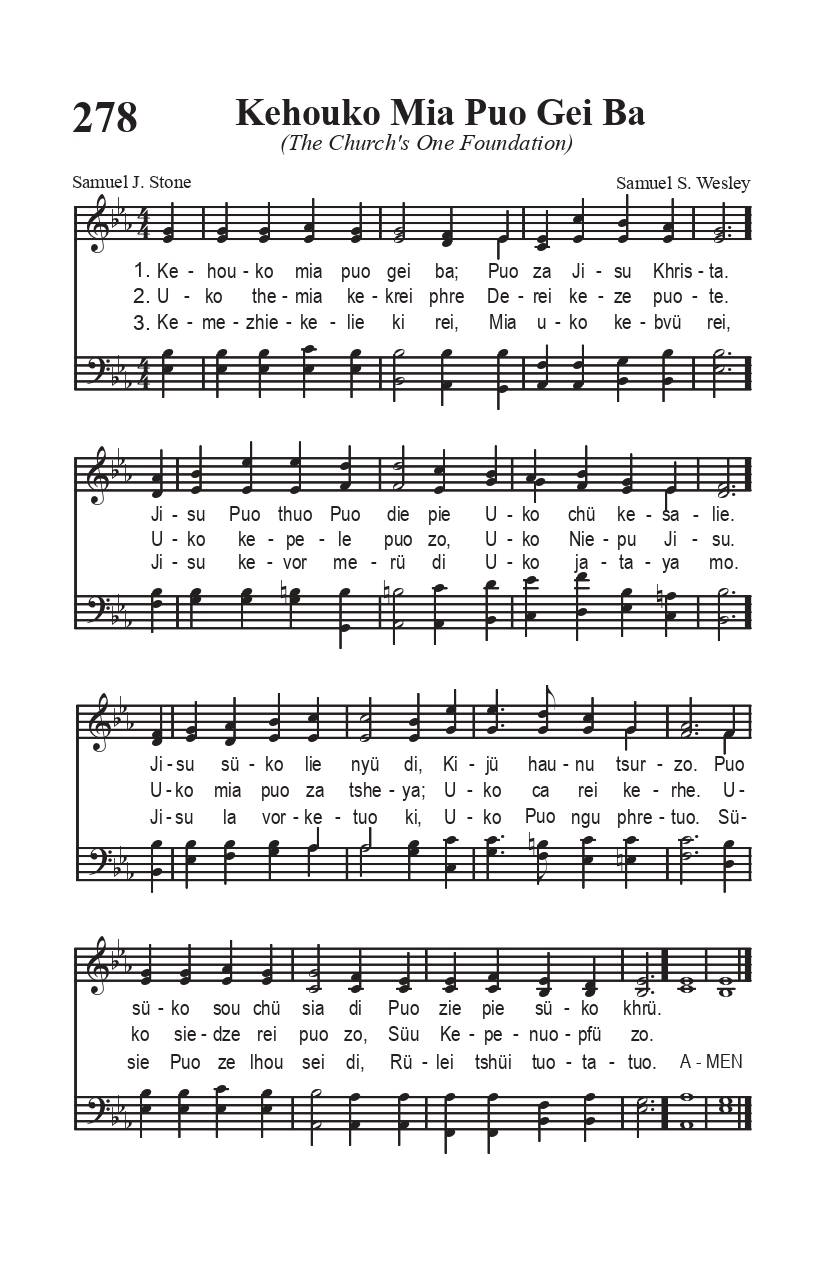 278
Kehouko Mia Puo Gei Ba
(The Church's One Foundation)
Samuel J. Stone
Samuel S. Wesley
1. Ke - hou - ko mia puo gei ba; Puo za Ji - su Khris - ta.
2. U - ko the - mia ke - krei phre De - rei ke - ze puo - te.
3. Ke - me - zhie - ke - lie ki rei, Mia u - ko ke - bvü rei,
Ji - su Puo thuo Puo die pie U - ko chü ke - sa - lie.
U - ko ke - pe - le puo zo, U - ko Nie - pu Ji - su.
Ji - su ke - vor me - rü di U - ko ja - ta - ya mo.
Ji - su sü - ko lie nyü di, Ki - jü hau - nu tsur - zo. Puo
U - ko mia puo za tshe - ya; U - ko ca rei ke - rhe. U -
Ji - su la vor - ke - tuo ki, U - ko Puo ngu phre - tuo. Sü -
sü - ko sou chü sia di Puo zie pie sü - ko khrü.
ko sie - dze rei puo zo, Süu Ke - pe - nuo - pfü zo.
sie Puo ze lhou sei di, Rü - lei tshüi tuo - ta - tuo. A - MEN